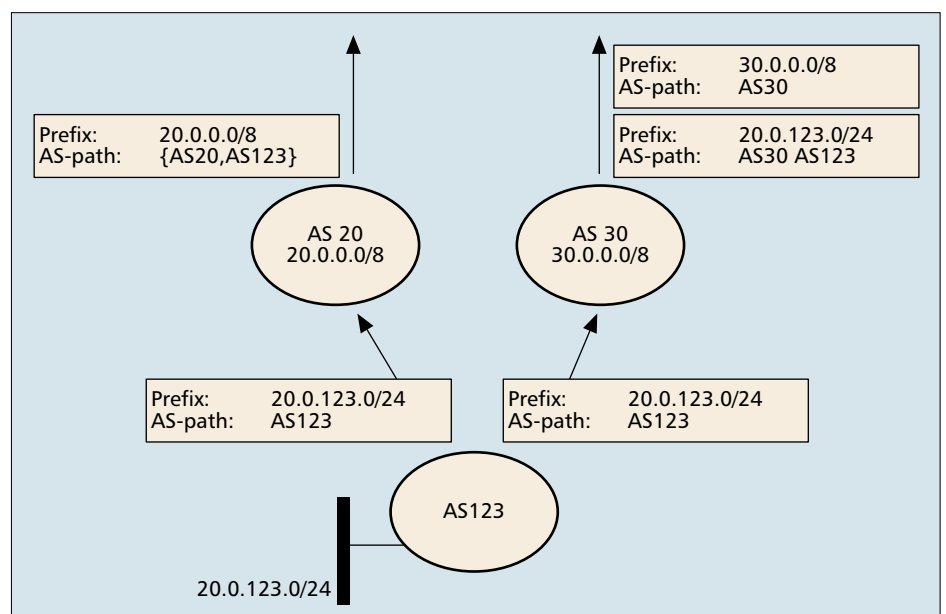 Prefix: 30.0.0.0/8
AS-path: AS30
Prefix: 20.0.0.0/8
AS-path: {AS20,AS123}
Prefix: 20.0.123.0/24
AS-path: AS30 AS123
AS 20
20.0.0.0/8
AS 30
30.0.0.0/8
Prefix: 20.0.123.0/24
AS-path: AS123
Prefix: 20.0.123.0/24
AS-path: AS123
AS123
20.0.123.0/24